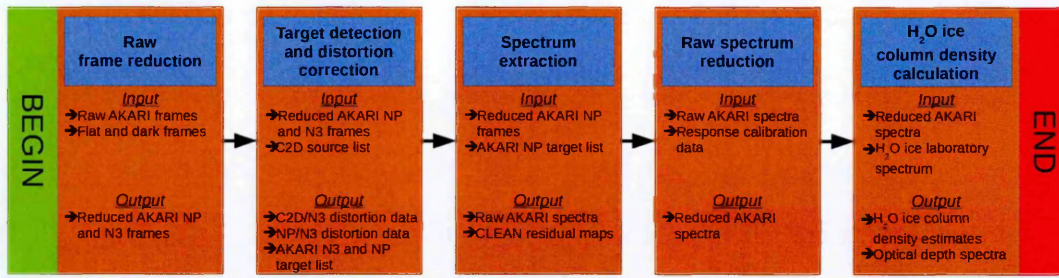 BEGIN
Raw
frame reduction
Input
➔Raw AKARI frames
➔Flat and dark frames
Output
➔Reduced AKARI NP
and N3 frames
Target detection
and distortion
correction
Input
➔Reduced AKARI NP
and N3 frames
➔C2D source list
Output
➔C2D/N3 distortion data
➔NP/N3 distortion data
➔AKARI N3 and NP
target list
Spectrum
extraction
Input
➔Reduced AKARI NP
frames
➔AKARI NP target list
Output
➔Raw AKARI spectra
➔CLEAN residual maps
Raw spectrum
reduction
Input
➔Raw AKARI spectra
➔Response calibration
data
Output
➔Reduced AKARI
spectra
H2O ice
column density
calculation
Input
➔Reduced AKARI
spectra
➔H2O ice laboratory
spectrum
Output
➔H2O ice column
density estimates
➔Optical depth spectra
END